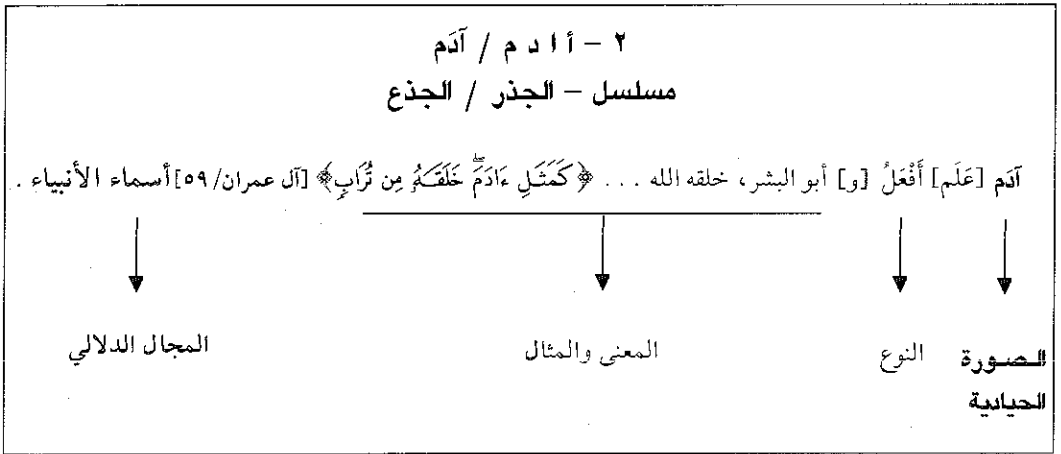 ٢ – أ ا د م / آدَم
مسلسل – الجذر / الجذع
آدَم [عَلَم] أَفْعَلُ [و] أبو البشر، خلقه الله ... ﴿كَمَثَلِ ءَادَمَۖ خَلَقَهُۥ مِن تُرَابٍ﴾ [آل عمران/٥٩] أسماء الأنبياء .
الصورة النوع المعنى والمثال المجال الدلالي
الحيادية